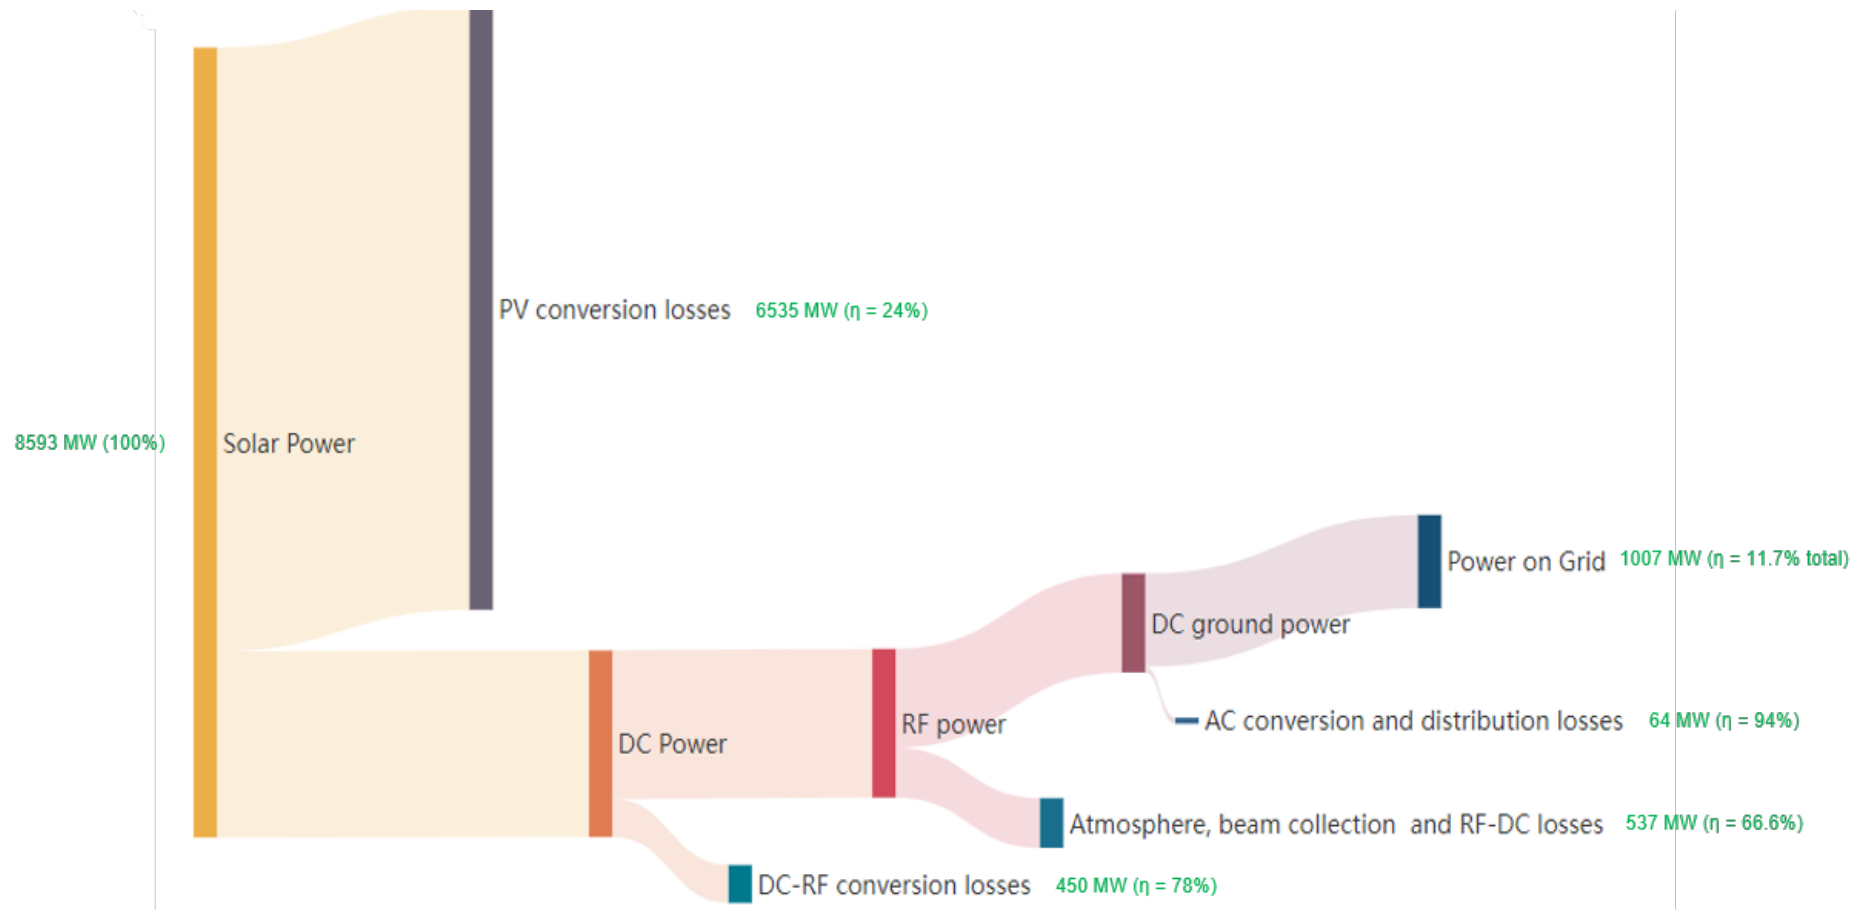 PV conversion losses 6535 MW (η = 24%)
8593 MW (100%) Solar Power
Power on Grid 1007 MW (η = 11.7% total)
DC ground power
AC conversion and distribution losses 64 MW (η = 94%)
RF power
DC Power
Atmosphere, beam collection and RF-DC losses 537 MW (η = 66.6%)
DC-RF conversion losses 450 MW (η = 78%)